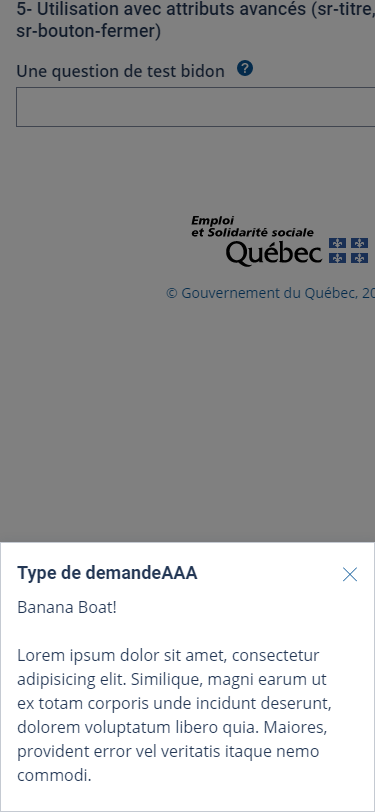 5- Utilisation avec attributs avancés (sr-titre,
sr-bouton-fermer)
Une question de test bidon ?
Emploi
et Solidarité sociale
Québec
© Gouvernement du Québec, 20
Type de demandeAAA
Banana Boat!
Lorem ipsum dolor sit amet, consectetur
adipisicing elit. Similique, magni earum ut
ex totam corporis unde incidunt deserunt,
dolorem voluptatum libero quia. Maiores,
provident error vel veritatis itaque nemo
commodi.